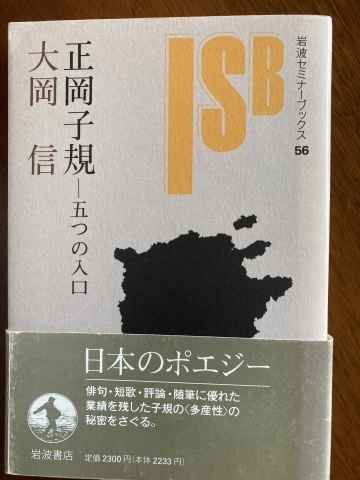 岩波セミナーブックス 56
ISB
正岡子規―五つの入口
大岡 信
日本のポエジー
俳句・短歌・評論・随筆に優れた
業績を残した子規の〈多産性〉の
秘密をさぐる。
岩波書店
定価2300円(本体2233円)